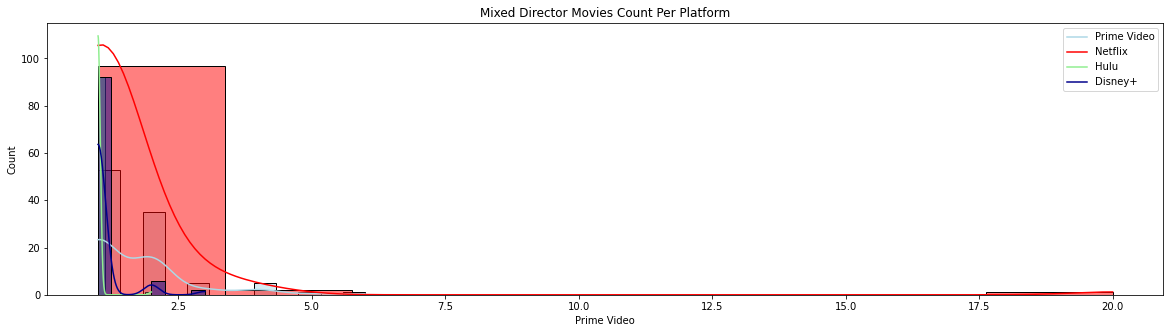 Mixed Director Movies Count Per Platform
Prime Video
Netflix
Hulu
Disney+
100
80
60
40
20
0
Count
2.5 5.0 7.5 10.0 12.5 15.0 17.5 20.0
Prime Video